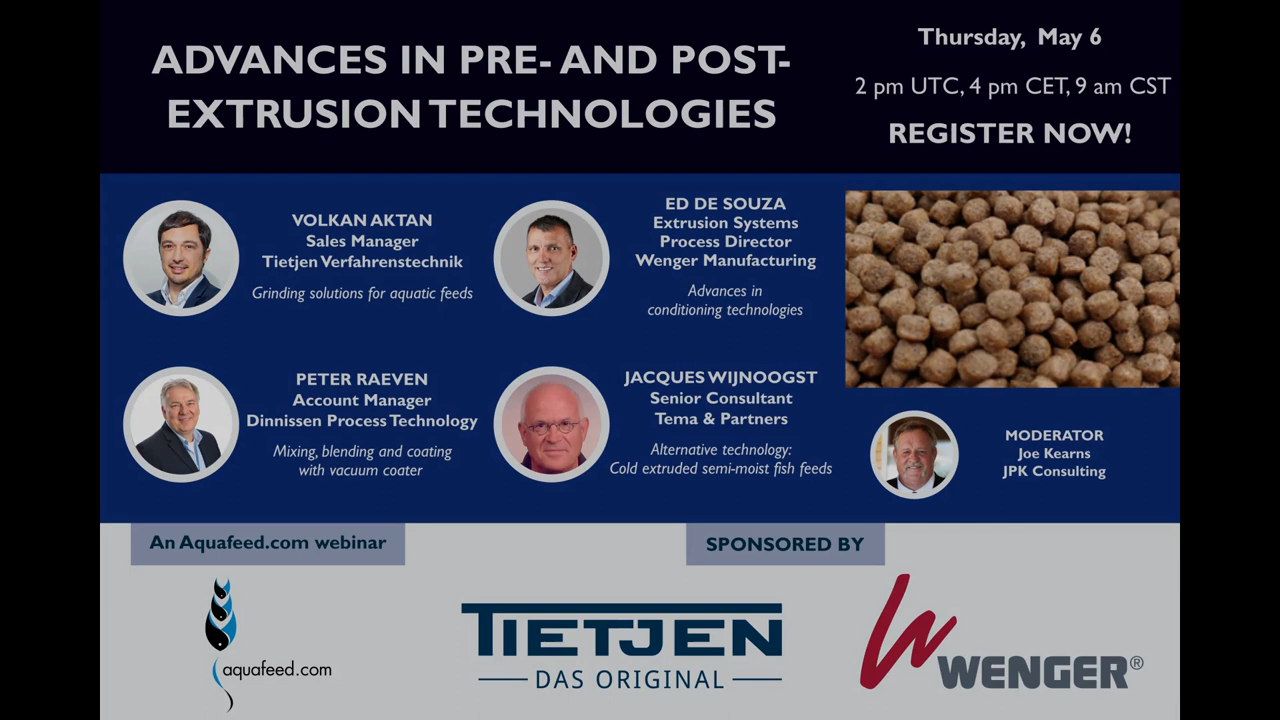 ADVANCES IN PRE- AND POST-
EXTRUSION TECHNOLOGIES
Thursday, May 6
2 pm UTC, 4 pm CET, 9 am CST
REGISTER NOW!
VOLKAN AKTAN
Sales Manager
Tietjen Verfahrenstechnik
Grinding solutions for aquatic feeds
ED DE SOUZA
Extrusion Systems
Process Director
Wenger Manufacturing
Advances in
conditioning technologies
PETER RAEVEN
Account Manager
Dinnissen Process Technology
Mixing, blending and coating
with vacuum coater
JACQUES WIJNOOGST
Senior Consultant
Tema & Partners
Alternative technology:
Cold extruded semi-moist fish feeds
MODERATOR
Joe Kearns
JPK Consulting
An Aquafeed.com webinar
SPONSORED BY
aquafeed.com
TIETJEN
DAS ORIGINAL
WENGER®